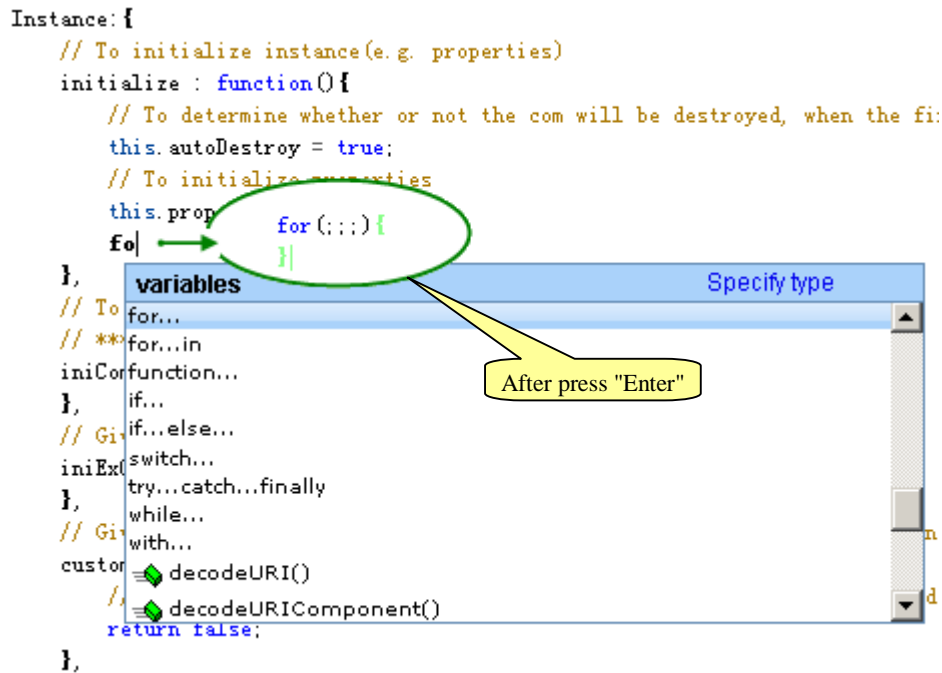 Instance:{
// To initialize instance(e.g. properties)
initialize : function(){
// To determine whether or not the com will be destroyed, when the
this.autoDestroy = true;
// To initialize properties
this.prop
fo
for(;;;){
}
},
variables Specify type
// To
for...
// **
for...in
iniCo
function...
},
if...
After press "Enter"
// Gi
if...else...
iniEx
switch...
},
try...catch...finally
while...
// Gi
with...
custom
decodeURI()
//
decodeURIComponent()
return false;
},